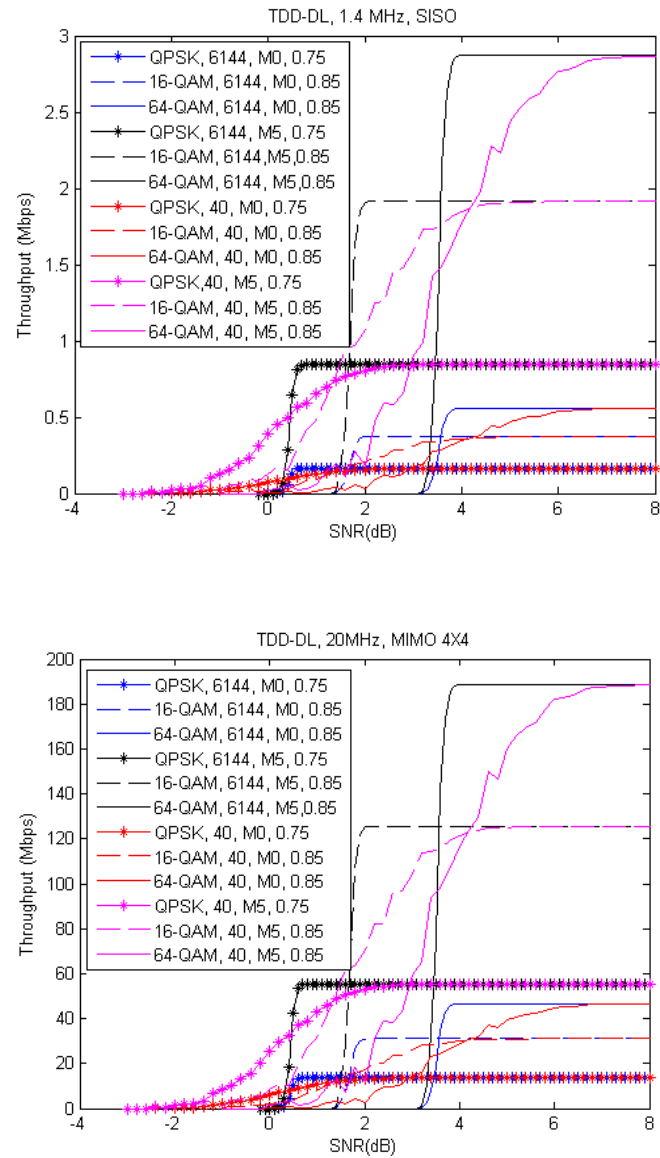 TDD-DL, 1.4 MHz, SISO
3
2.5
2
1.5
1
0.5
0
Throughput (Mbps)
QPSK, 6144, M0, 0.75
16-QAM, 6144, M0, 0.85
64-QAM, 6144, M0, 0.85
QPSK, 6144, M5, 0.75
16-QAM, 6144,M5,0.85
64-QAM, 6144,M5,0.85
QPSK, 40, M0, 0.75
16-QAM, 40, M0, 0.85
64-QAM, 40, M0, 0.85
QPSK,40, M5, 0.75
16-QAM, 40, M5, 0.85
64-QAM, 40, M5, 0.85
-4 -2 0 2 4 6 8
SNR(dB)
TDD-DL, 20MHz, MIMO 4X4
200
180
160
140
120
100
80
60
40
20
0
Throughput (Mbps)
QPSK, 6144, M0, 0.75
16-QAM, 6144, M0, 0.85
64-QAM, 6144, M0, 0.85
QPSK, 6144, M5, 0.75
16-QAM, 6144, M5, 0.85
64-QAM, 6144, M5,0.85
QPSK, 40, M0, 0.75
16-QAM, 40, M0, 0.85
64-QAM, 40, M0, 0.85
QPSK, 40, M5, 0.75
16-QAM, 40, M5, 0.85
64-QAM, 40, M5, 0.85
-4 -2 0 2 4 6 8
SNR(dB)